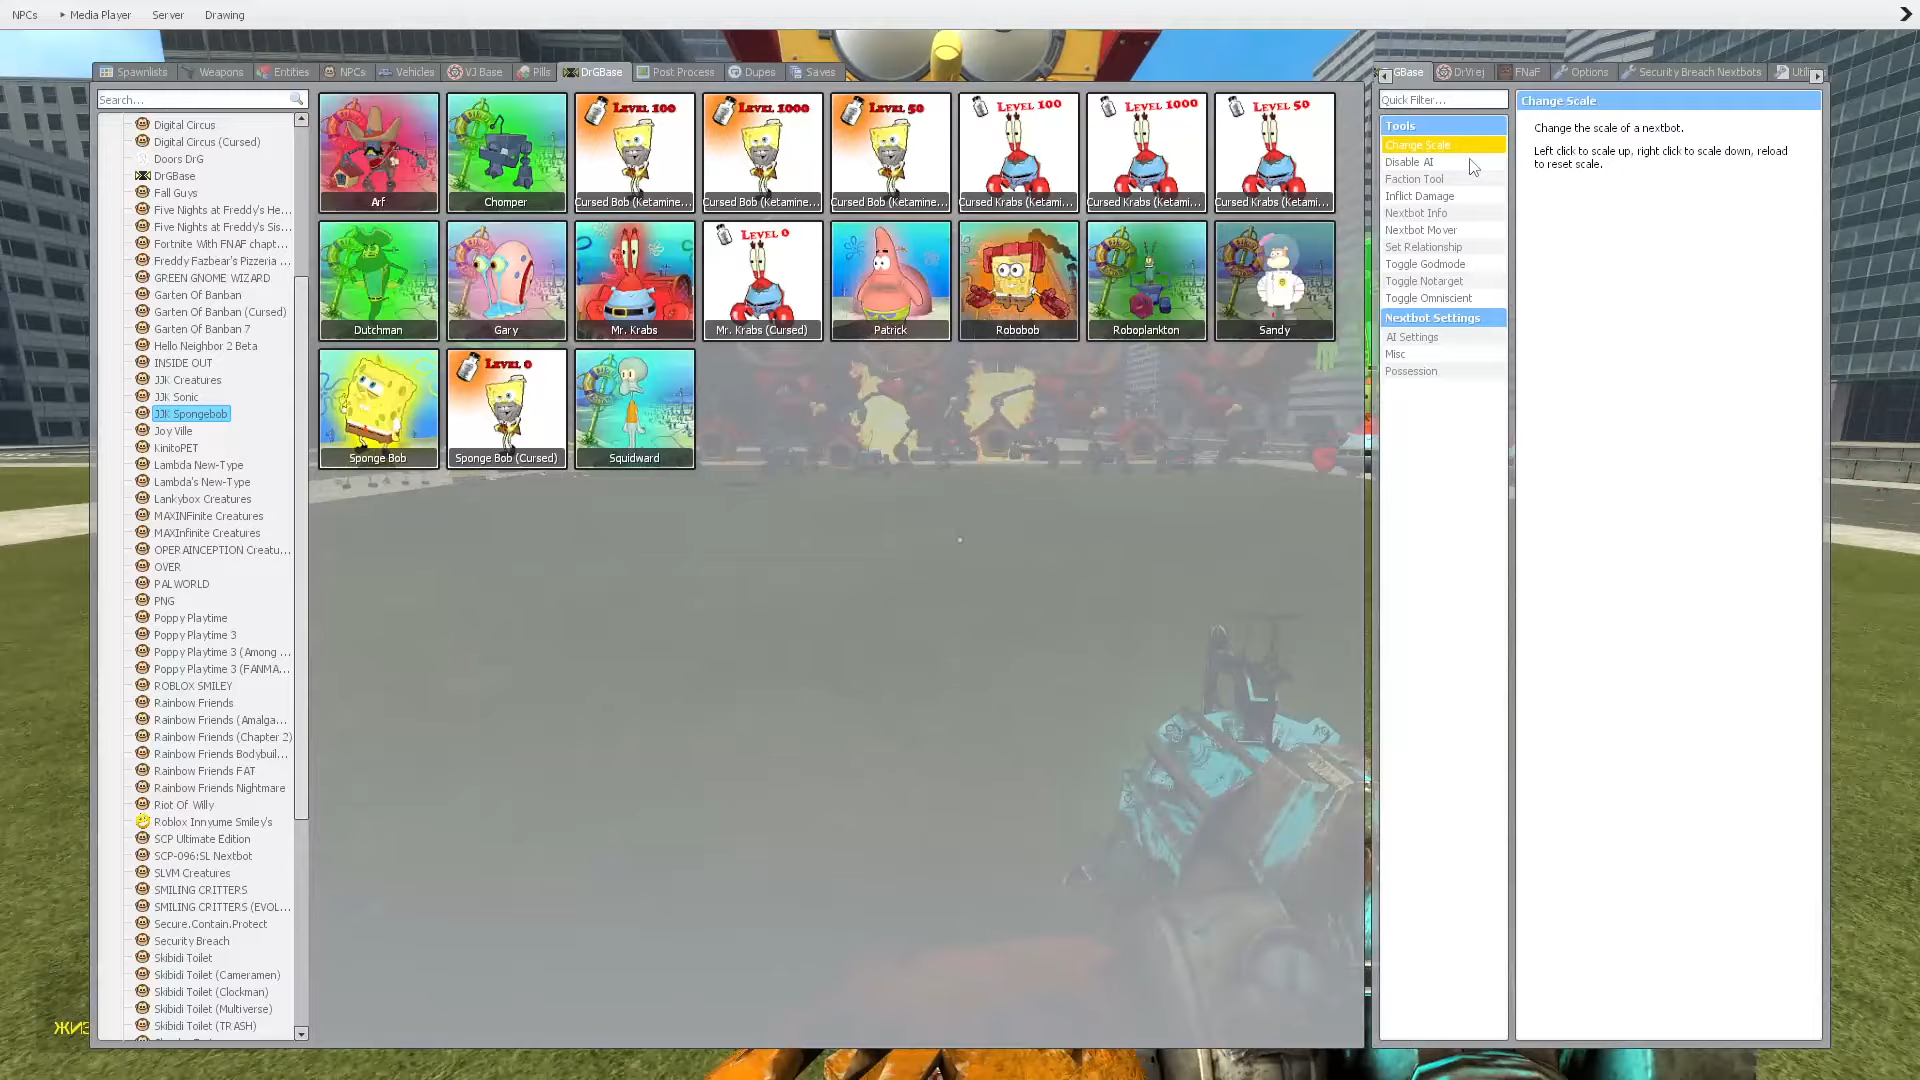 NPCs
Media Player
Server
Drawing
Spawnlists
Weapons
Entities
NPCs
Vehicles
VJ Base
Pills
DrGBase
Post Process
Dupes
Saves
Search...
Digital Circus
Digital Circus (Cursed)
Doors DrG
DrGBase
Fall Guys
Five Nights at Freddy's He...
Five Nights at Freddy's Sis...
Fortnite With FNAF chapt...
Freddy Fazbear's Pizzeria ...
GREEN GNOME WIZARD
Garten Of Banban
Garten Of Banban (Cursed)
Garten Of Banban 7
Hello Neighbor 2 Beta
INSIDE OUT
JJK Creatures
JJK Sonic
JJK Spongebob
Joy Ville
KinitoPET
Lambda New-Type
Lambda's New-Type
Lankybox Creatures
MAXINFinite Creatures
MAXInfinite Creatures
OPERAINCEPTION Creatu...
OVER
PALWORLD
PNG
Poppy Playtime
Poppy Playtime 3
Poppy Playtime 3 (Among ...
Poppy Playtime 3 (FANMA...
ROBLOX SMILEY
Rainbow Friends
Rainbow Friends (Amalga...
Rainbow Friends (Chapter 2)
Rainbow Friends Bodybuil...
Rainbow Friends FAT
Rainbow Friends Nightmare
Riot Of Willy
Roblox Innyume Smiley's
SCP Ultimate Edition
SCP-096:SL Nextbot
SLVM Creatures
SMILING CRITTERS
SMILING CRITTERS (EVOL...
Secure.Contain.Protect
Security Breach
Skibidi Toilet
Skibidi Toilet (Cameramen)
Skibidi Toilet (Clockman)
Skibidi Toilet (Multiverse)
Skibidi Toilet (TRASH)
Arf
Chomper
LEVEL 100
Cursed Bob (Ketamine...
LEVEL 1000
Cursed Bob (Ketamine...
LEVEL 50
Cursed Bob (Ketamine...
LEVEL 100
Cursed Krabs (Ketami...
LEVEL 1000
Cursed Krabs (Ketami...
LEVEL 50
Cursed Krabs (Ketami...
Dutchman
Gary
Mr. Krabs
LEVEL 0
Mr. Krabs (Cursed)
Patrick
Robobob
Roboplankton
Sandy
Sponge Bob
LEVEL 0
Sponge Bob (Cursed)
Squidward
GBase
DrVrej
FNaF
Options
Security Breach Nextbots
Utili
Quick Filter...
Tools
Change Scale
Disable AI
Faction Tool
Inflict Damage
Nextbot Info
Nextbot Mover
Set Relationship
Toggle Godmode
Toggle Notarget
Toggle Omniscient
Nextbot Settings
AI Settings
Misc
Possession
Change Scale
Change the scale of a nextbot.
Left click to scale up, right click to scale down, reload
to reset scale.
ЖИЗ